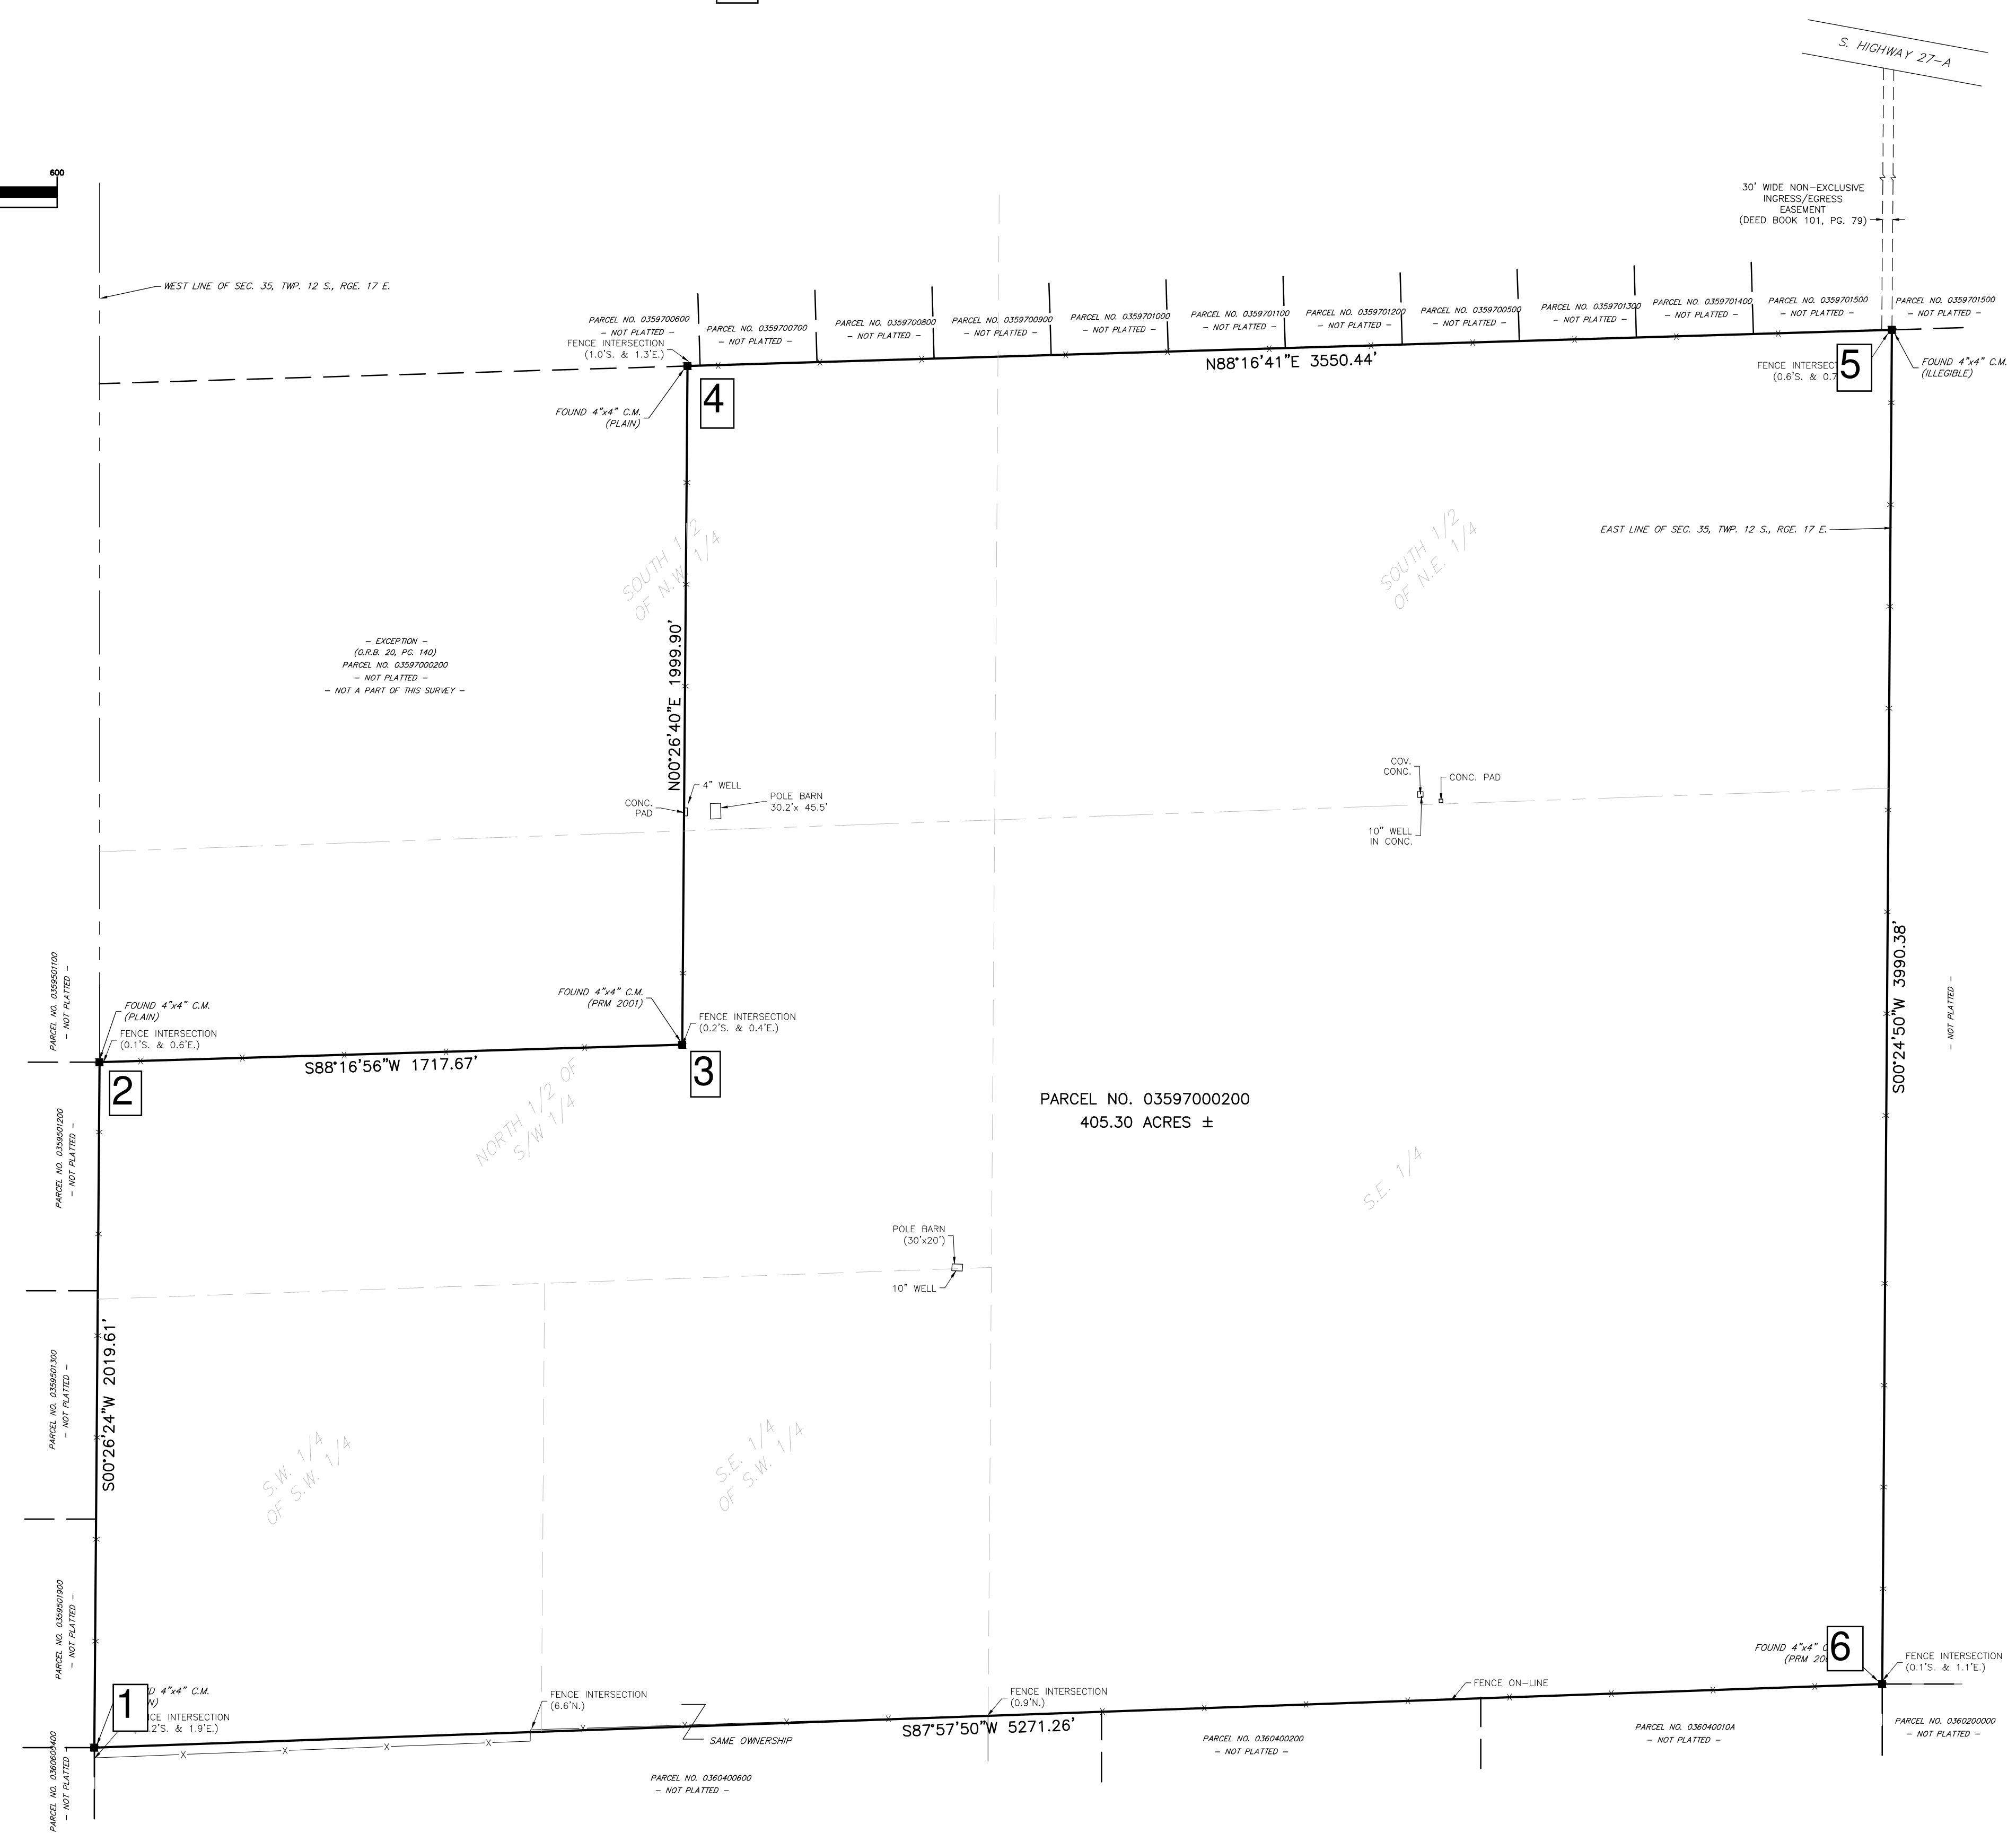 S. HIGHWAY 27-A
600
30' WIDE NON-EXCLUSIVE
INGRESS/EGRESS
EASEMENT
(DEED BOOK 101, PG. 79)
WEST LINE OF SEC. 35, TWP. 12 S., RGE. 17 E.
PARCEL NO. 0359700600
- NOT PLATTED -
FENCE INTERSECTION
(1.0'S. & 1.3'E.)
PARCEL NO. 0359700700
- NOT PLATTED -
PARCEL NO. 0359700800
- NOT PLATTED -
PARCEL NO. 0359700900
- NOT PLATTED -
PARCEL NO. 0359701000
- NOT PLATTED -
PARCEL NO. 0359701100
- NOT PLATTED -
PARCEL NO. 0359701200
- NOT PLATTED -
PARCEL NO. 0359700500
- NOT PLATTED -
PARCEL NO. 0359701300
- NOT PLATTED -
PARCEL NO. 0359701400
- NOT PLATTED -
PARCEL NO. 0359701500
- NOT PLATTED -
PARCEL NO. 0359701500
- NOT PLATTED -
N88°16'41"E 3550.44'
FENCE
(0.6'S. &
5
FOUND 4"x4" C.M.
(ILLEGIBLE)
4
FOUND 4"x4" C.M.
(PLAIN)
EAST LINE OF SEC. 35, TWP. 12 S., RGE. 17 E.
SOUTH 1/2
OF N.W. 1/4
SOUTH 1/2
OF N.E. 1/4
- EXCEPTION -
(O.R.B. 20, PG. 140)
PARCEL NO. 03597000200
- NOT PLATTED -
- NOT A PART OF THIS SURVEY -
N00°26'40"E 1999.90'
4" WELL
CONC.
PAD
POLE BARN
30.2'x 45.5'
COV.
CONC.
CONC. PAD
10" WELL
IN CONC.
S00°24'50"W 3990.38'
- NOT PLATTED -
PARCEL NO. 0359501100
- NOT PLATTED -
FOUND 4"x4" C.M.
(PLAIN)
FENCE INTERSECTION
(0.1'S. & 0.6'E.)
FOUND 4"x4" C.M.
(PRM 2001)
FENCE INTERSECTION
(0.2'S. & 0.4'E.)
S88°16'56"W 1717.67'
2
3
NORTH 1/2 OF
S/W 1/4
PARCEL NO. 03597000200
405.30 ACRES ±
PARCEL NO. 0359501200
- NOT PLATTED -
S.E. 1/4
POLE BARN
(30'x20')
10" WELL
S00°26'24"W 2019.61'
PARCEL NO. 0359501300
- NOT PLATTED -
S.W. 1/4
OF S.W. 1/4
S.E. 1/4
OF S.W. 1/4
PARCEL NO. 0359501900
- NOT PLATTED -
1
4"x4" C.M.
INTERSECTION
& 1.9'E.)
FENCE INTERSECTION
(6.6'N.)
FENCE INTERSECTION
(0.9'N.)
FENCE ON-LINE
FOUND 4"x4"
(PRM
6
FENCE INTERSECTION
(0.1'S. & 1.1'E.)
S87°57'50"W 5271.26'
SAME OWNERSHIP
PARCEL NO. 0360600400
- NOT PLATTED -
PARCEL NO. 0360400600
- NOT PLATTED -
PARCEL NO. 0360400200
- NOT PLATTED -
PARCEL NO. 036040010A
- NOT PLATTED -
PARCEL NO. 0360200000
- NOT PLATTED -